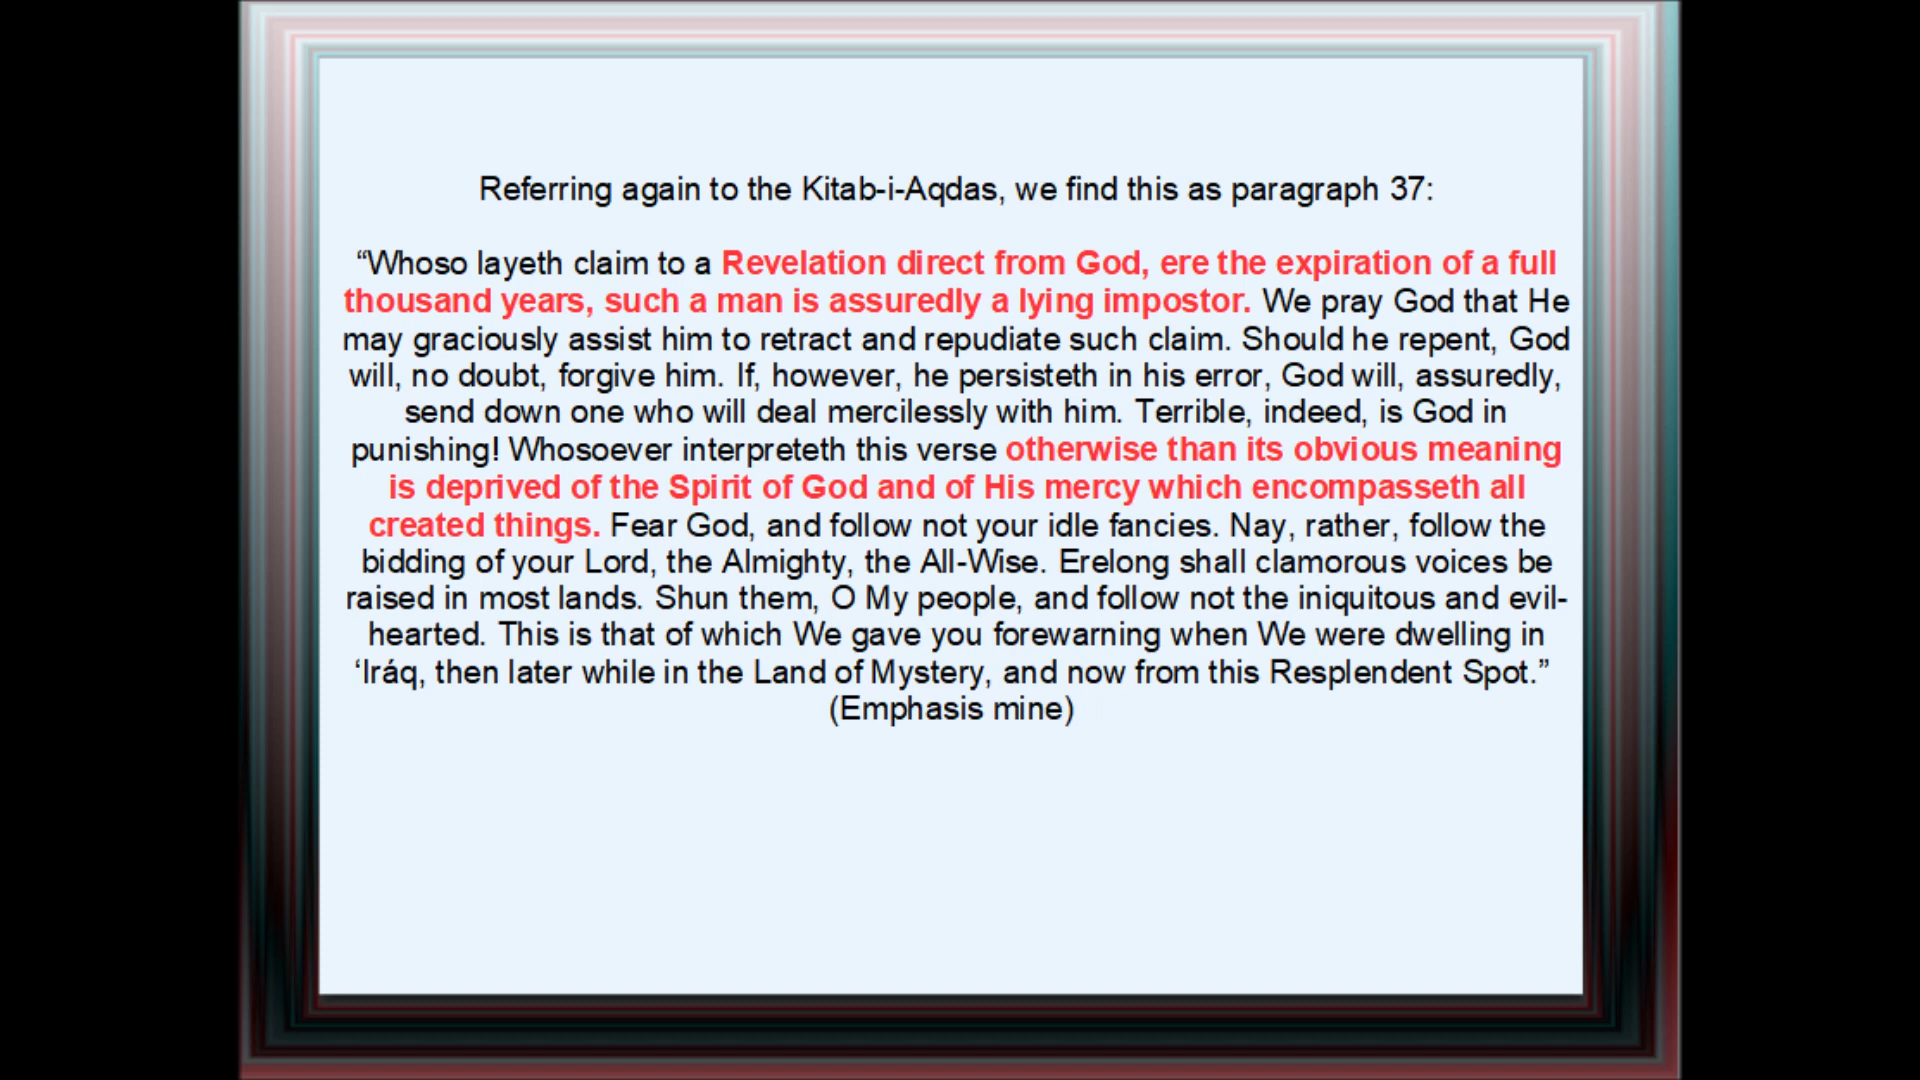 Referring again to the Kitab-i-Aqdas, we find this as paragraph 37:
“Whoso layeth claim to a Revelation direct from God, ere the expiration of a full
thousand years, such a man is assuredly a lying impostor. We pray God that He
may graciously assist him to retract and repudiate such claim. Should he repent, God
will, no doubt, forgive him. If, however, he persisteth in his error, God will, assuredly,
send down one who will deal mercilessly with him. Terrible, indeed, is God in
punishing! Whosoever interpreteth this verse otherwise than its obvious meaning
is deprived of the Spirit of God and of His mercy which encompasseth all
created things. Fear God, and follow not your idle fancies. Nay, rather, follow the
bidding of your Lord, the Almighty, the All-Wise. Erelong shall clamorous voices be
raised in most lands. Shun them, O My people, and follow not the iniquitous and evil-
hearted. This is that of which We gave you forewarning when We were dwelling in
‘Iráq, then later while in the Land of Mystery, and now from this Resplendent Spot.”
(Emphasis mine)